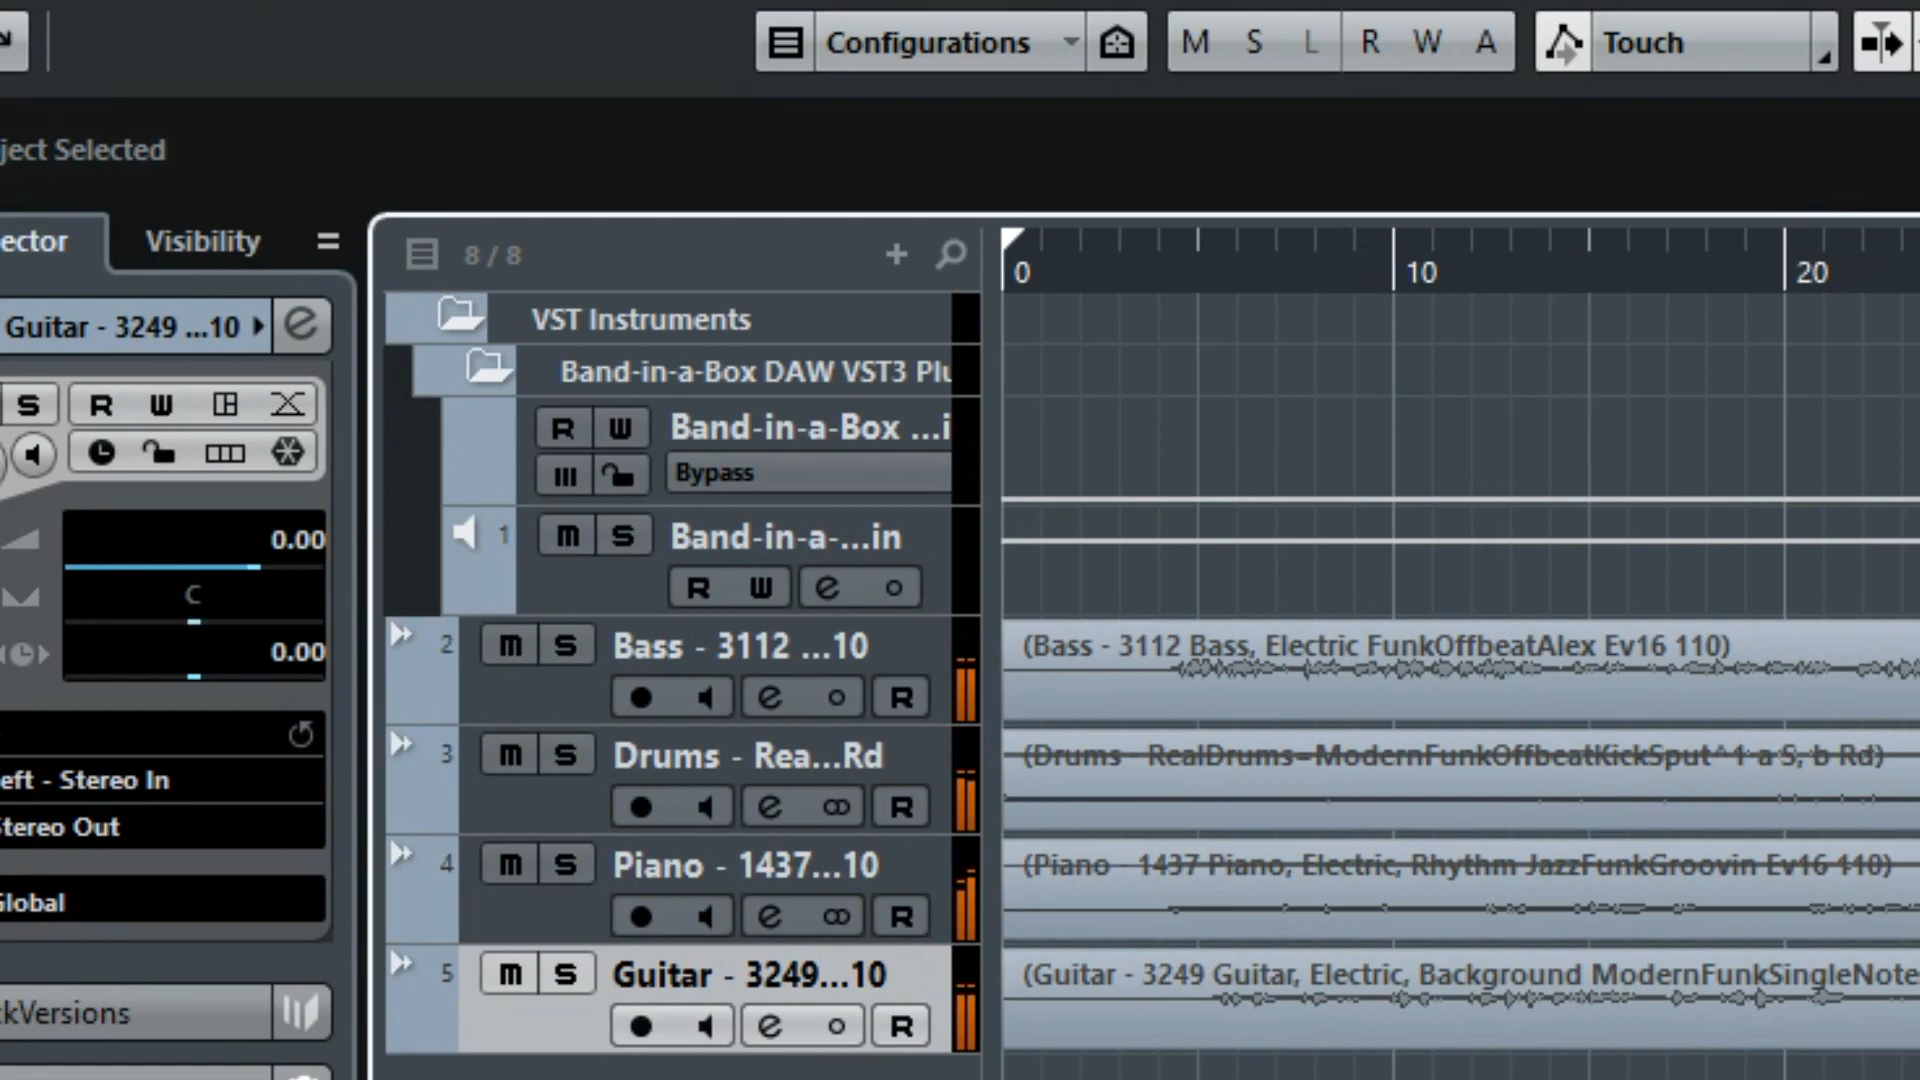 Configurations M S L R W A Touch
ject Selected
ector Visibility
8 / 8
0 10 20
Guitar - 3249 ...10
VST Instruments
Band-in-a-Box DAW VST3 Plu
S R W
R W Band-in-a-Box ...i
Bypass
0.00
C
0.00
1 m S Band-in-a-...in
R W e
2 m S Bass - 3112 ...10
(Bass - 3112 Bass, Electric FunkOffbeatAlex Ev16 110)
e R
eft - Stereo In
Stereo Out
3 m S Drums - Rea...Rd
(Drums - RealDrums=ModernFunkOffbeatKickSput^1-a S, b Rd)
e R
Global
4 m S Piano - 1437...10
(Piano - 1437 Piano, Electric, Rhythm JazzFunkGroovin Ev16 110)
e R
5 m S Guitar - 3249...10
(Guitar - 3249 Guitar, Electric, Background ModernFunkSingleNote
e R
ckVersions